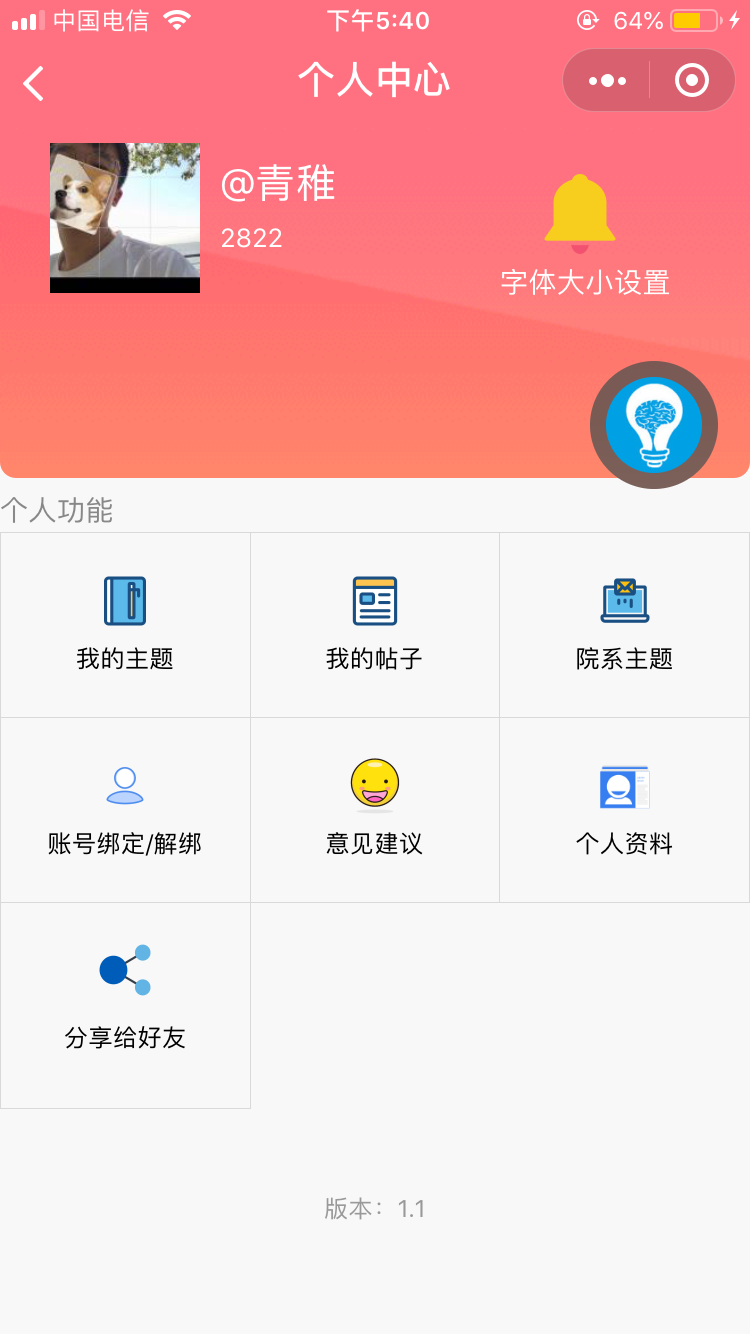 中国电信 下午5:40 64%
个人中心
@青稚
2822
字体大小设置
个人功能
我的主题 我的帖子 院系主题
账号绑定/解绑 意见建议 个人资料
分享给好友
版本：1.1